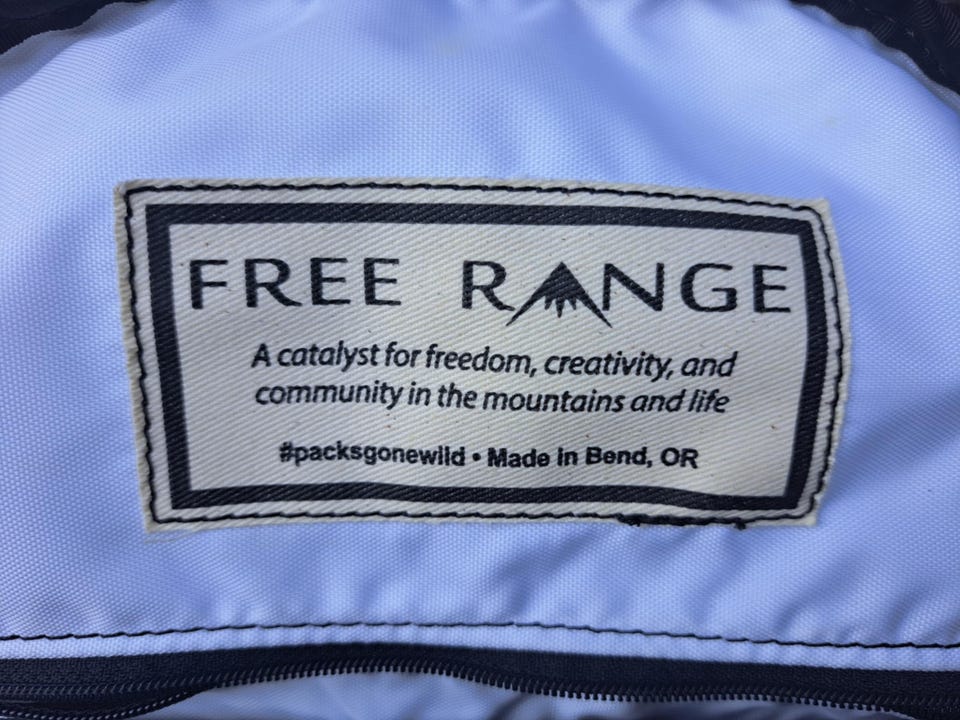 FREE RANGE
A catalyst for freedom, creativity, and
community in the mountains and life
#packsgonewild • Made in Bend, OR